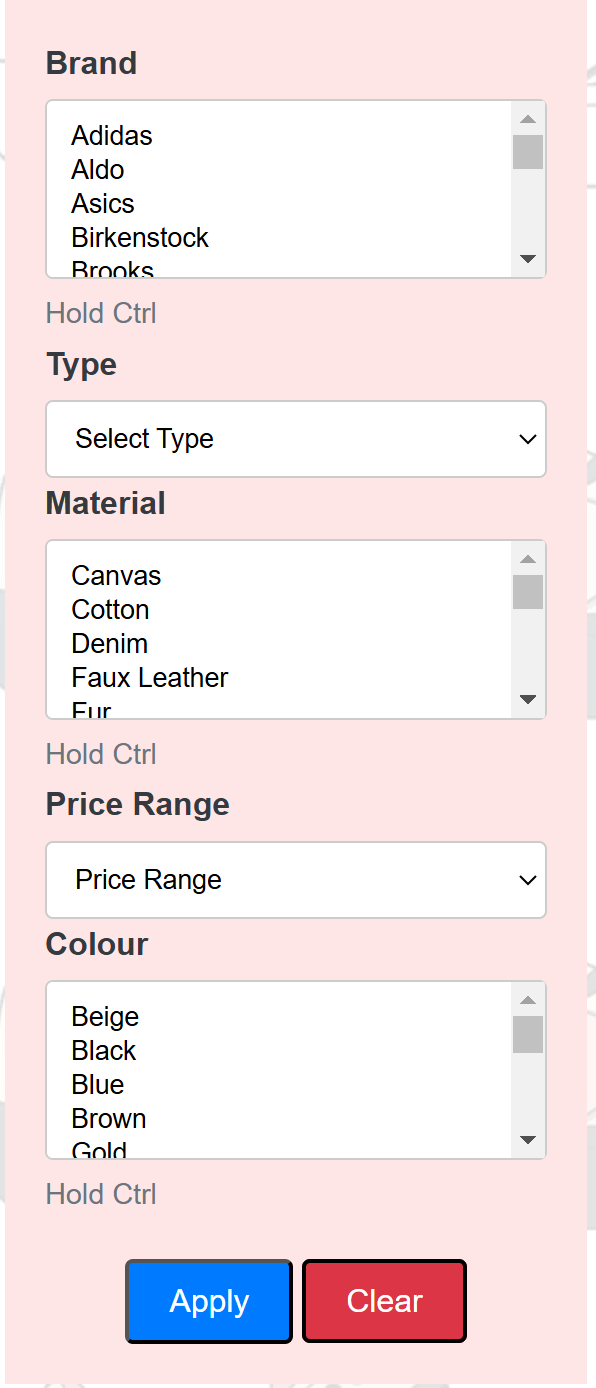 Brand
Adidas
Aldo
Asics
Birkenstock
Brooks
Hold Ctrl
Type
Select Type
Material
Canvas
Cotton
Denim
Faux Leather
Fur
Hold Ctrl
Price Range
Price Range
Colour
Beige
Black
Blue
Brown
Gold
Hold Ctrl
Apply Clear